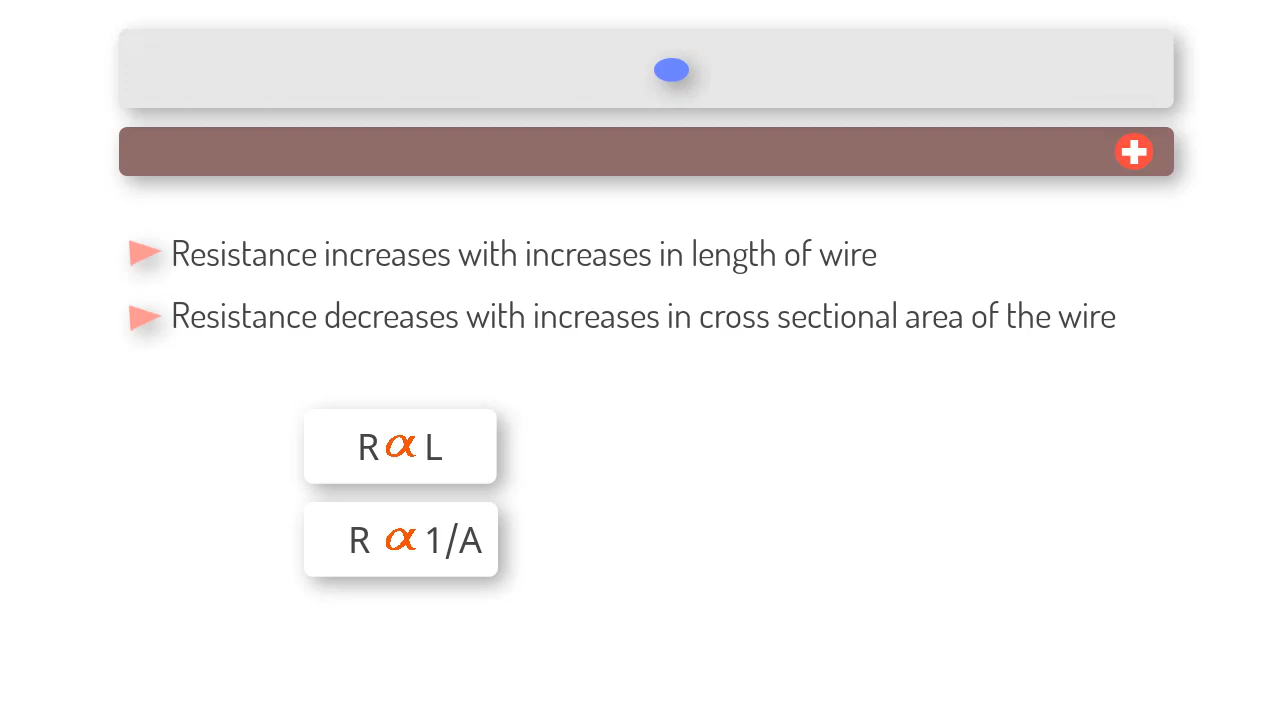 Resistance increases with increases in length of wire
Resistance decreases with increases in cross sectional area of the wire
R α L
R α 1/A